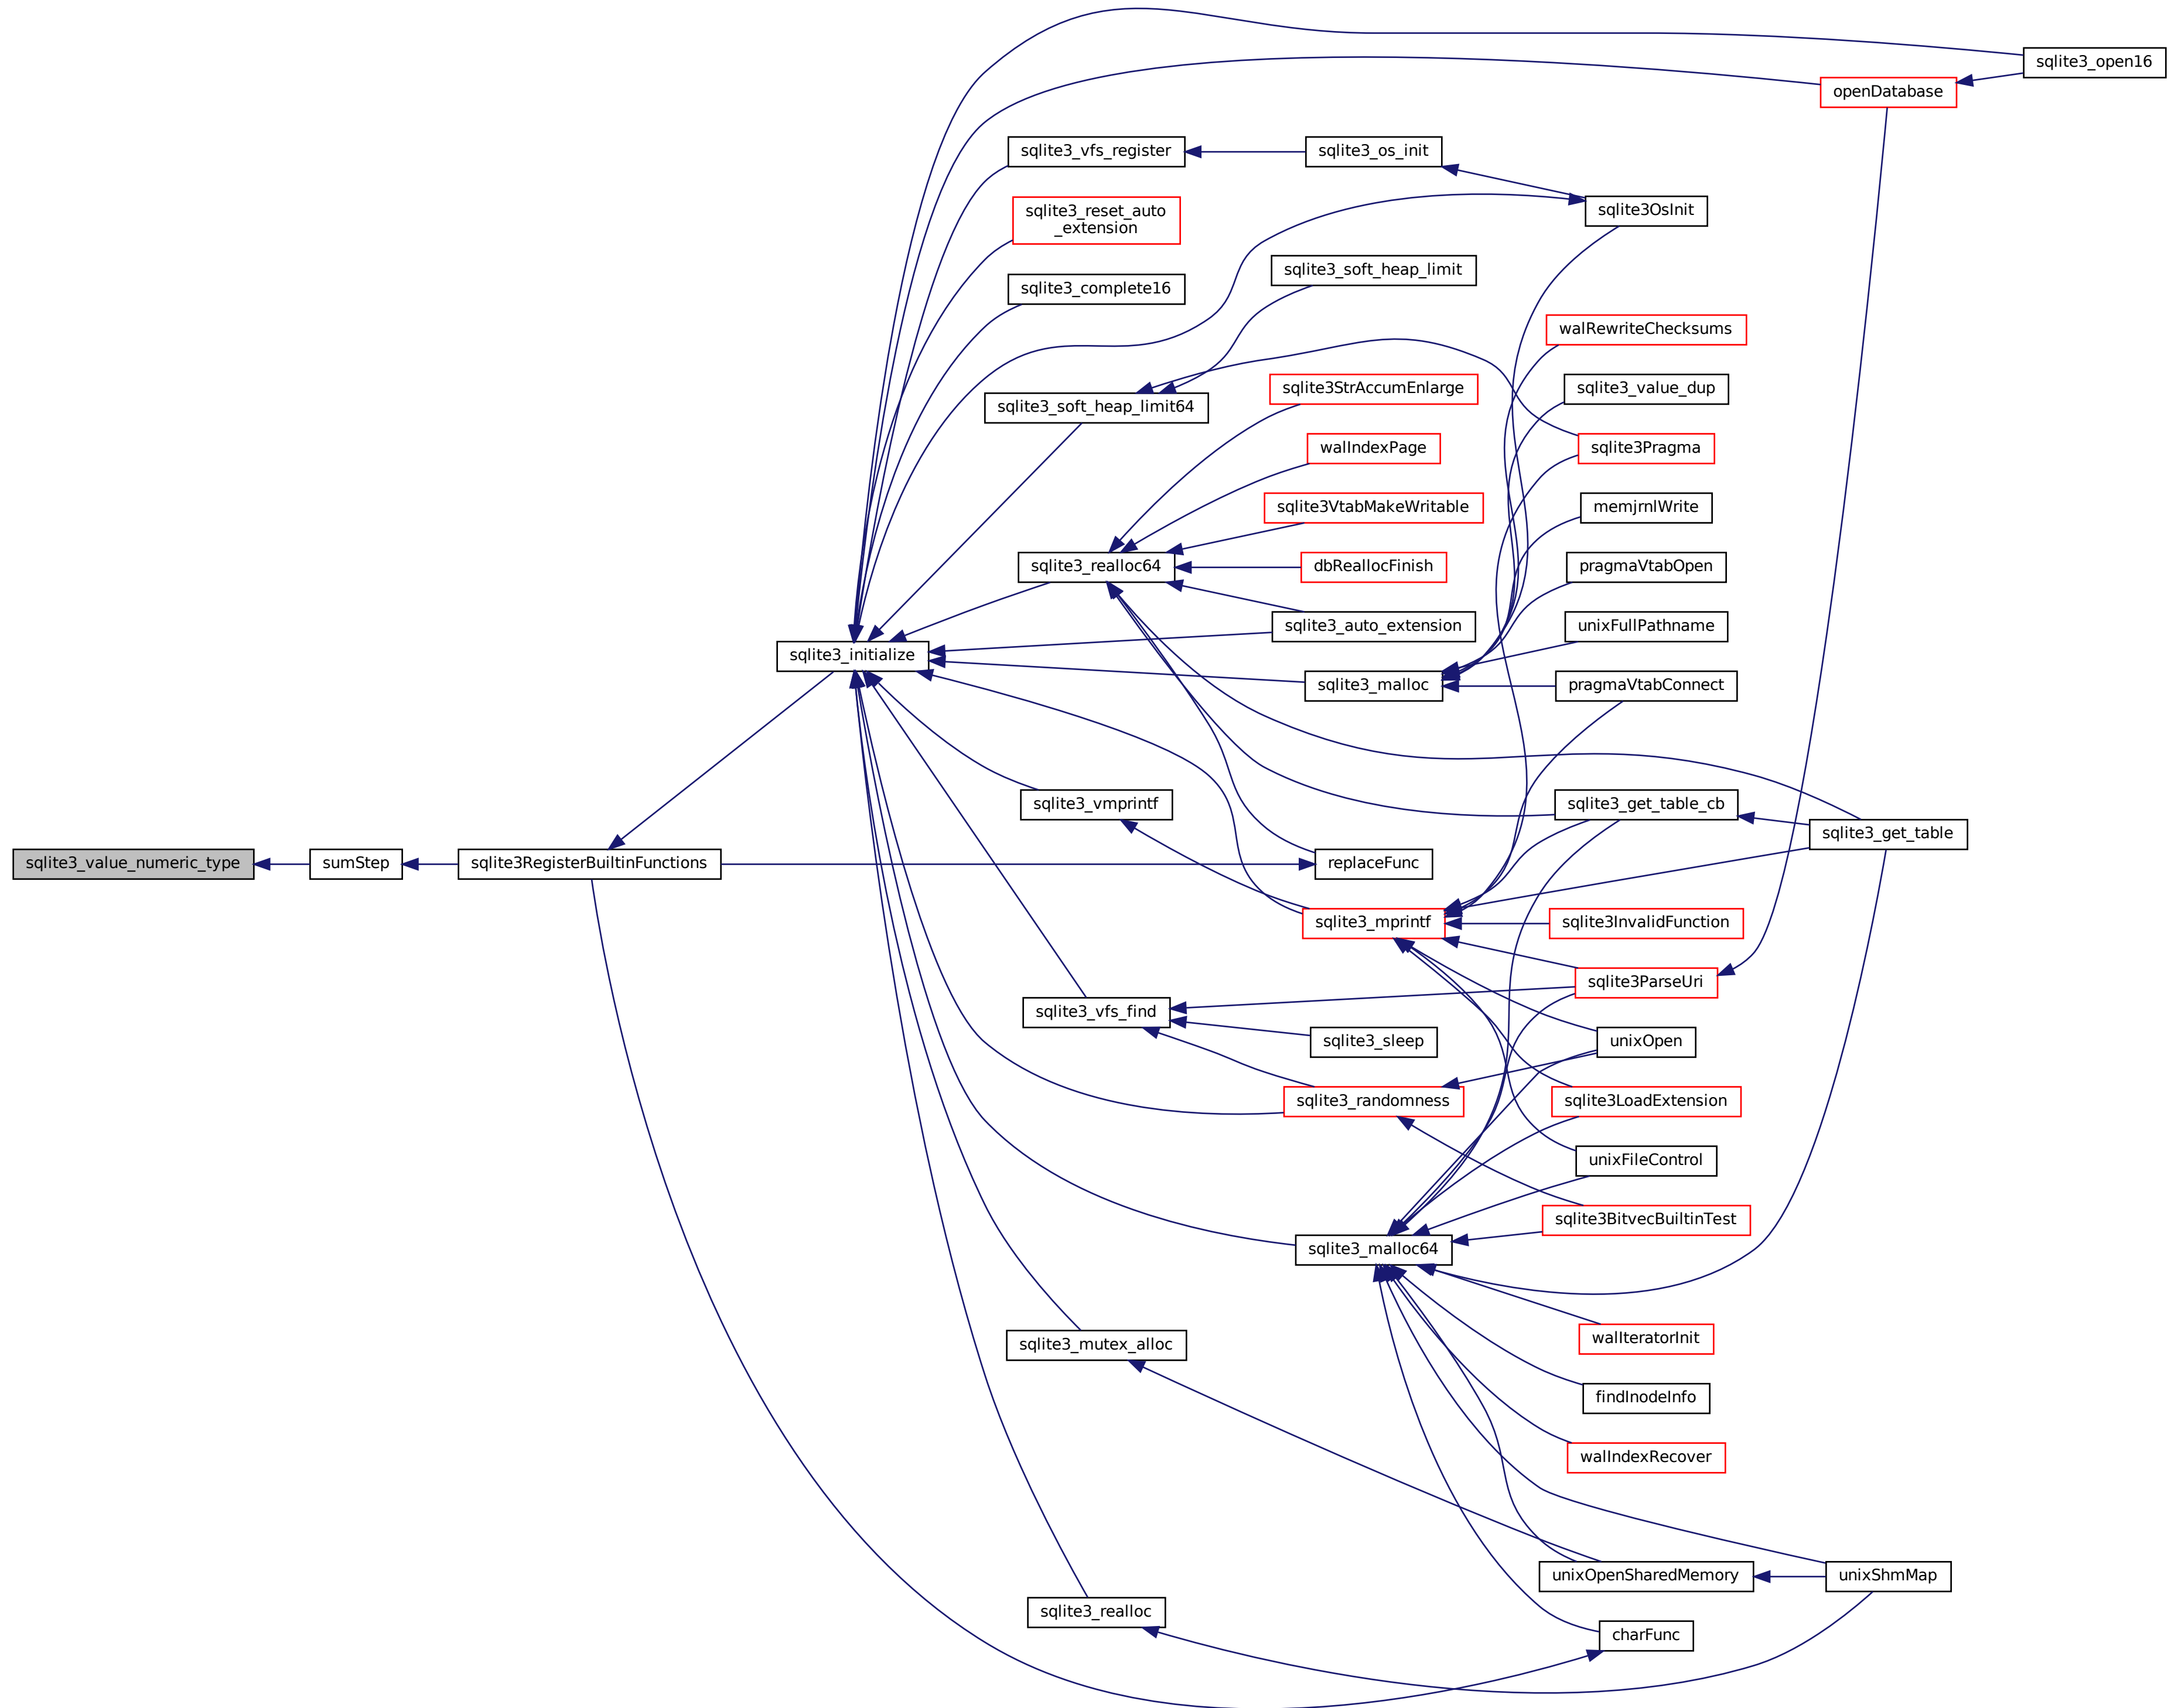 sqlite3_open16
openDatabase
sqlite3_vfs_register
sqlite3_os_init
sqlite3_reset_auto
_extension
sqlite3OsInit
sqlite3_soft_heap_limit
sqlite3_complete16
walRewriteChecksums
sqlite3StrAccumEnlarge
sqlite3_value_dup
sqlite3_soft_heap_limit64
walIndexPage
sqlite3Pragma
sqlite3VtabMakeWritable
memjrnlWrite
sqlite3_realloc64
dbReallocFinish
pragmaVtabOpen
sqlite3_auto_extension
unixFullPathname
sqlite3_initialize
sqlite3_malloc
pragmaVtabConnect
sqlite3_vmprintf
sqlite3_get_table_cb
sqlite3_get_table
sqlite3_value_numeric_type
sumStep
sqlite3RegisterBuiltinFunctions
replaceFunc
sqlite3_mprintf
sqlite3InvalidFunction
sqlite3ParseUri
sqlite3_vfs_find
sqlite3_sleep
unixOpen
sqlite3_randomness
sqlite3LoadExtension
unixFileControl
sqlite3BitvecBuiltinTest
sqlite3_malloc64
walIteratorInit
sqlite3_mutex_alloc
findInodeInfo
walIndexRecover
unixOpenSharedMemory
unixShmMap
sqlite3_realloc
charFunc